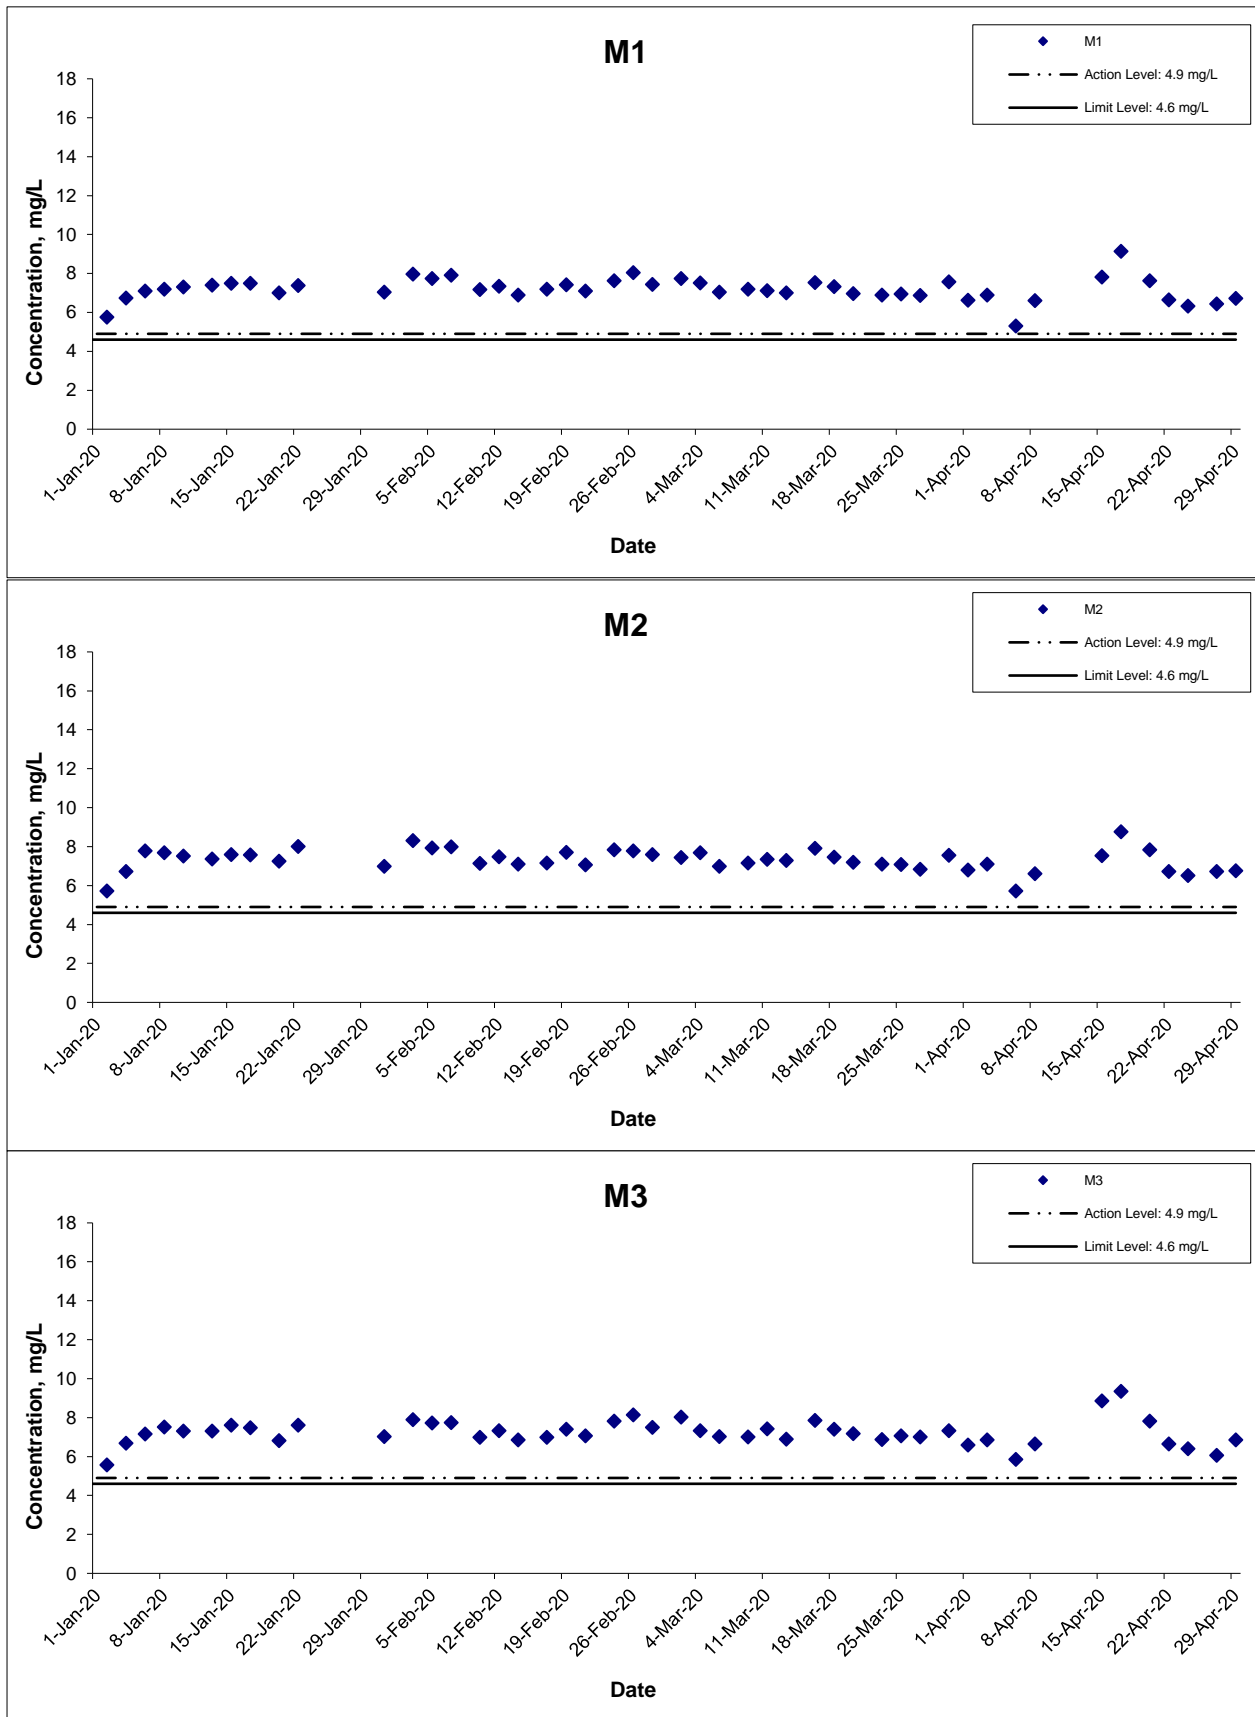 M1
M1
Action Level: 4.9 mg/L
Limit Level: 4.6 mg/L
18
16
14
12
10
8
6
4
2
0
Concentration, mg/L
1-Jan-20
8-Jan-20
15-Jan-20
22-Jan-20
29-Jan-20
5-Feb-20
12-Feb-20
19-Feb-20
26-Feb-20
4-Mar-20
11-Mar-20
18-Mar-20
25-Mar-20
1-Apr-20
8-Apr-20
15-Apr-20
22-Apr-20
29-Apr-20
Date
M2
M2
Action Level: 4.9 mg/L
Limit Level: 4.6 mg/L
18
16
14
12
10
8
6
4
2
0
Concentration, mg/L
1-Jan-20
8-Jan-20
15-Jan-20
22-Jan-20
29-Jan-20
5-Feb-20
12-Feb-20
19-Feb-20
26-Feb-20
4-Mar-20
11-Mar-20
18-Mar-20
25-Mar-20
1-Apr-20
8-Apr-20
15-Apr-20
22-Apr-20
29-Apr-20
Date
M3
M3
Action Level: 4.9 mg/L
Limit Level: 4.6 mg/L
18
16
14
12
10
8
6
4
2
0
Concentration, mg/L
1-Jan-20
8-Jan-20
15-Jan-20
22-Jan-20
29-Jan-20
5-Feb-20
12-Feb-20
19-Feb-20
26-Feb-20
4-Mar-20
11-Mar-20
18-Mar-20
25-Mar-20
1-Apr-20
8-Apr-20
15-Apr-20
22-Apr-20
29-Apr-20
Date